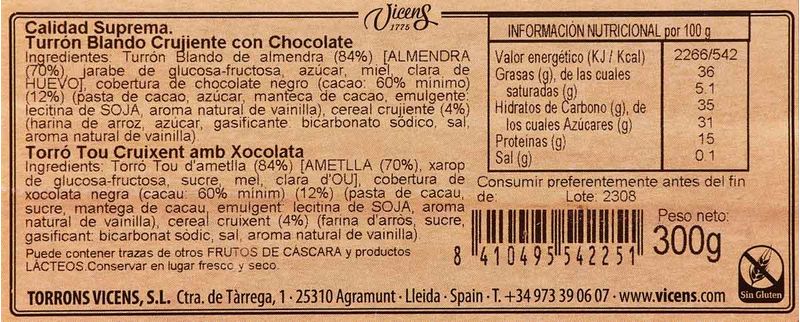 Vicens
1775
Calidad Suprema.
Turrón Blando Crujiente con Chocolate
Ingredientes: Turrón Blando de almendra (84%) [ALMENDRA
(70%), jarabe de glucosa-fructosa, azúcar, miel, clara de
HUEVO], cobertura de chocolate negro (cacao: 60% mínimo)
(12%) (pasta de cacao, azúcar, manteca de cacao, emulgente:
lecitina de SOJA, aroma natural de vainilla), cereal crujiente (4%)
(harina de arroz, azúcar, gasificante: bicarbonato sódico, sal,
aroma natural de vainilla)
Torró Tou Cruixent amb Xocolata
Ingredients: Torró Tou d'ametlla (84%) [AMETLLA (70%), xarop
de glucosa-fructosa, sucre, mel, clara d'OU], cobertura de
xocolata negra (cacau: 60% mínim) (12%) (pasta de cacau,
sucre, mantega de cacau, emulgent: lecitina de SOJA, aroma
natural de vainilla), cereal cruixent (4%) (farina d'arròs, sucre,
gasificant: bicarbonat sòdic, sal, aroma natural de vainilla)
Puede contener trazas de otros FRUTOS DE CÁSCARA y productos
LÁCTEOS.Conservar en lugar fresco y seco.
INFORMACIÓN NUTRICIONAL por 100 g
Valor energético (KJ / Kcal) 2266/542
Grasas (g), de las cuales 36
saturadas (g) 5.1
Hidratos de Carbono (g), de 35
los cuales Azúcares (g) 31
Proteínas (g) 15
Sal (g) 0.1
Consumir preferentemente antes del fin
de: Lote: 2308
8 410495 542251
Peso neto:
300g
Sin Gluten
TORRONS VICENS, S.L. Ctra. de Tàrrega, 1 · 25310 Agramunt · Lleida · Spain · T. +34 973 39 06 07 · www.vicens.com